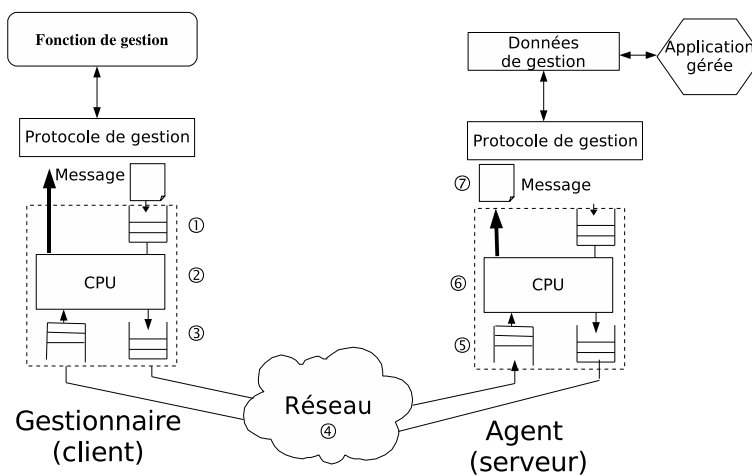 Fonction de gestion
Protocole de gestion
Message
①
②
CPU
③
Gestionnaire
(client)
Réseau
④
Données
de gestion
Application
gérée
Protocole de gestion
⑦
Message
⑥
CPU
⑤
Agent
(serveur)